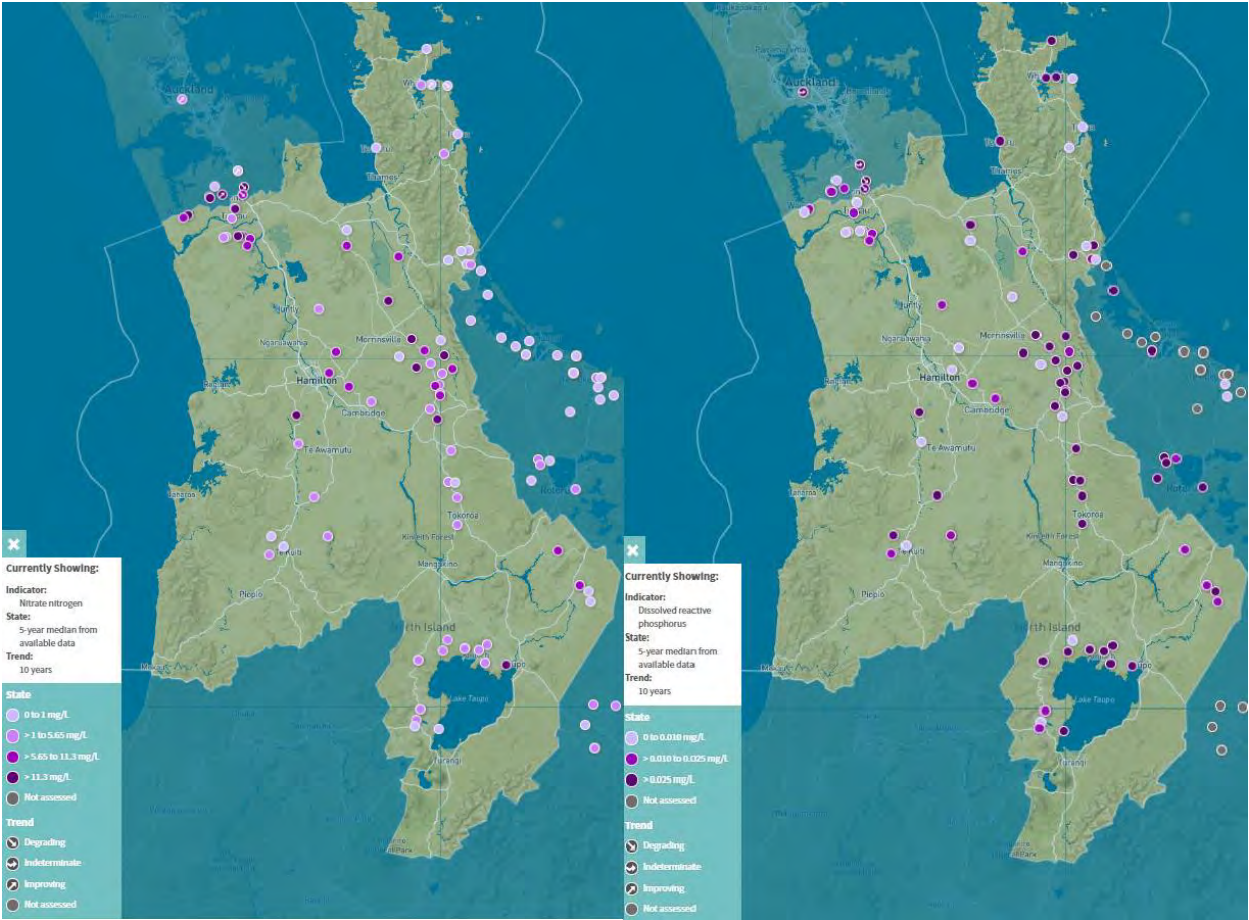 Auckland
Thames
Huntly
Ngaruawahia
Morrinsville
Hamilton
Cambridge
Te Awamutu
Tokoroa
Kinleith Forest
Mangakino
Piopio
North Island
Lake Taupo
Turangi
Currently Showing:
Indicator:
Nitrate nitrogen
State:
5-year median from
available data
Trend:
10 years
State
0 to 1 mg/L
> 1 to 5.65 mg/L
> 5.65 to 11.3 mg/L
> 11.3 mg/L
Not assessed
Trend
Degrading
Indeterminate
Improving
Not assessed
Auckland
Thames
Huntly
Ngaruawahia
Morrinsville
Hamilton
Cambridge
Te Awamutu
Tokoroa
Kinleith Forest
Mangakino
Piopio
North Island
Lake Taupo
Turangi
Currently Showing:
Indicator:
Dissolved reactive
phosphorus
State:
5-year median from
available data
Trend:
10 years
State
0 to 0.010 mg/L
> 0.010 to 0.025 mg/L
> 0.025 mg/L
Not assessed
Trend
Degrading
Indeterminate
Improving
Not assessed